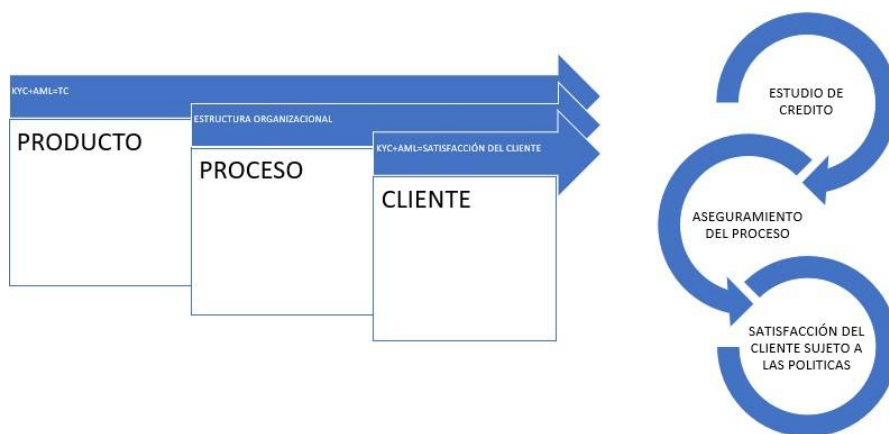 KYC+AML=TC
PRODUCTO
ESTRUCTURA ORGANIZACIONAL
PROCESO
KYC+AML=SATISFACCIÓN DEL CLIENTE
CLIENTE
ESTUDIO DE
CREDITO
ASEGURAMIENTO
DEL PROCESO
SATISFACCIÓN DEL
CLIENTE SUJETO A
LAS POLITICAS